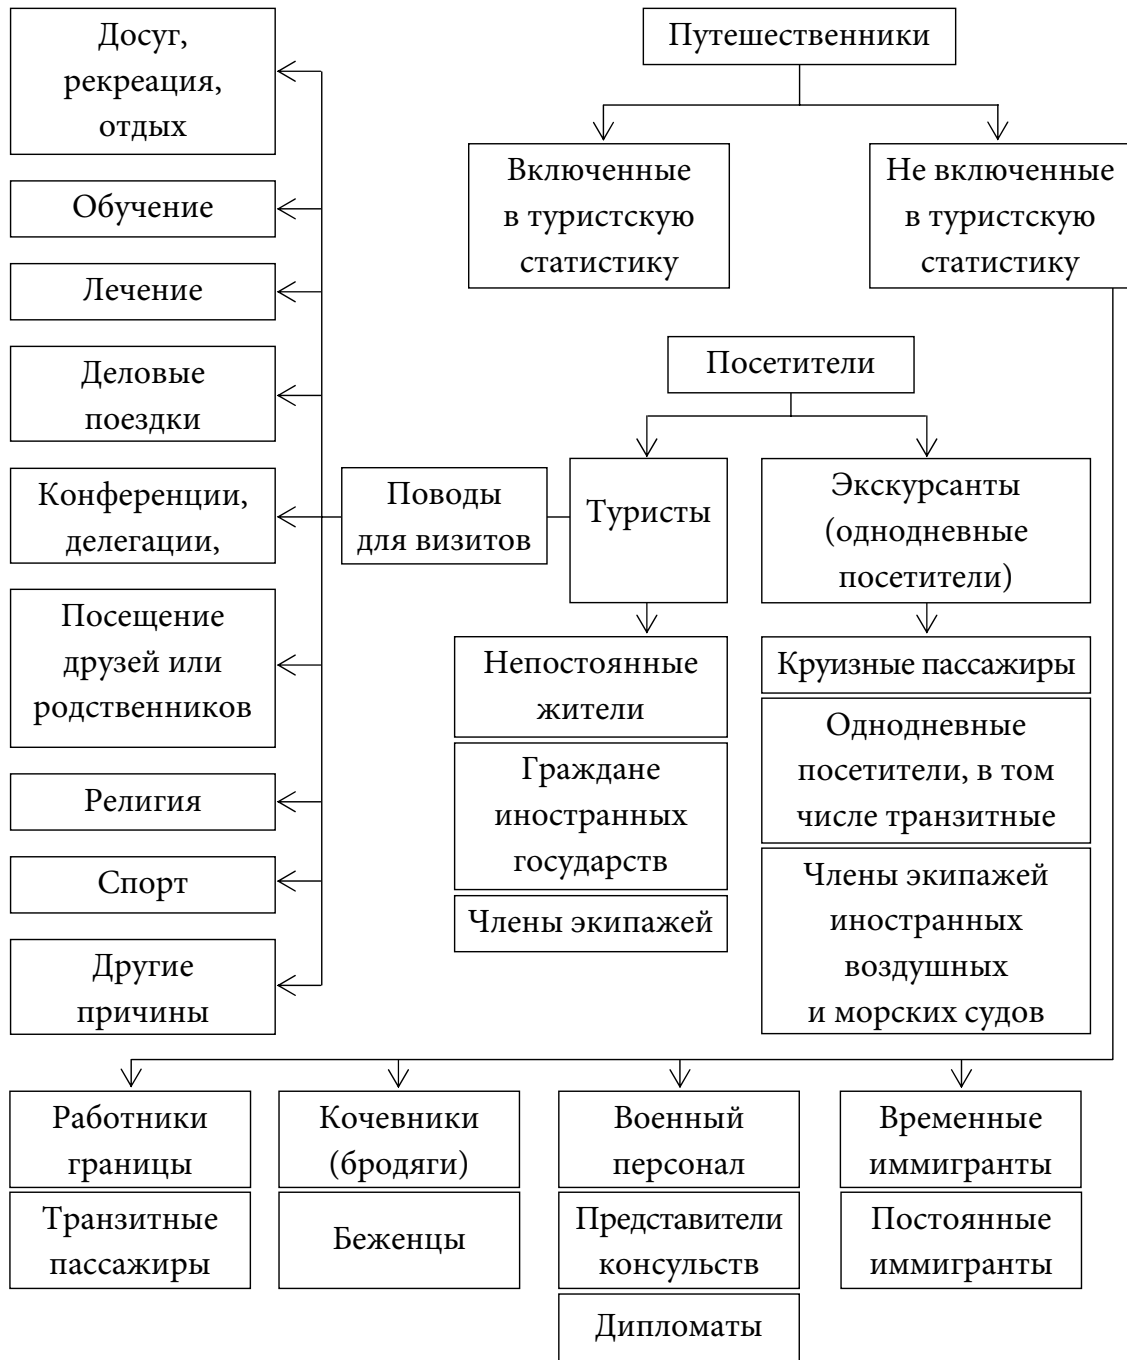 Досуг,
рекреация,
отдых
Обучение
Лечение
Деловые
поездки
Конференции,
делегации,
Посещение
друзей или
родственников
Религия
Спорт
Другие
причины
Путешественники
Включенные
в туристскую
статистику
Не включенные
в туристскую
статистику
Посетители
Поводы
для визитов
Туристы
Экскурсанты
(однодневные
посетители)
Непостоянные
жители
Граждане
иностранных
государств
Члены экипажей
Круизные пассажиры
Однодневные
посетители, в том
числе транзитные
Члены экипажей
иностранных
воздушных
и морских судов
Работники
границы
Транзитные
пассажиры
Кочевники
(бродяги)
Беженцы
Военный
персонал
Представители
консульств
Дипломаты
Временные
иммигранты
Постоянные
иммигранты